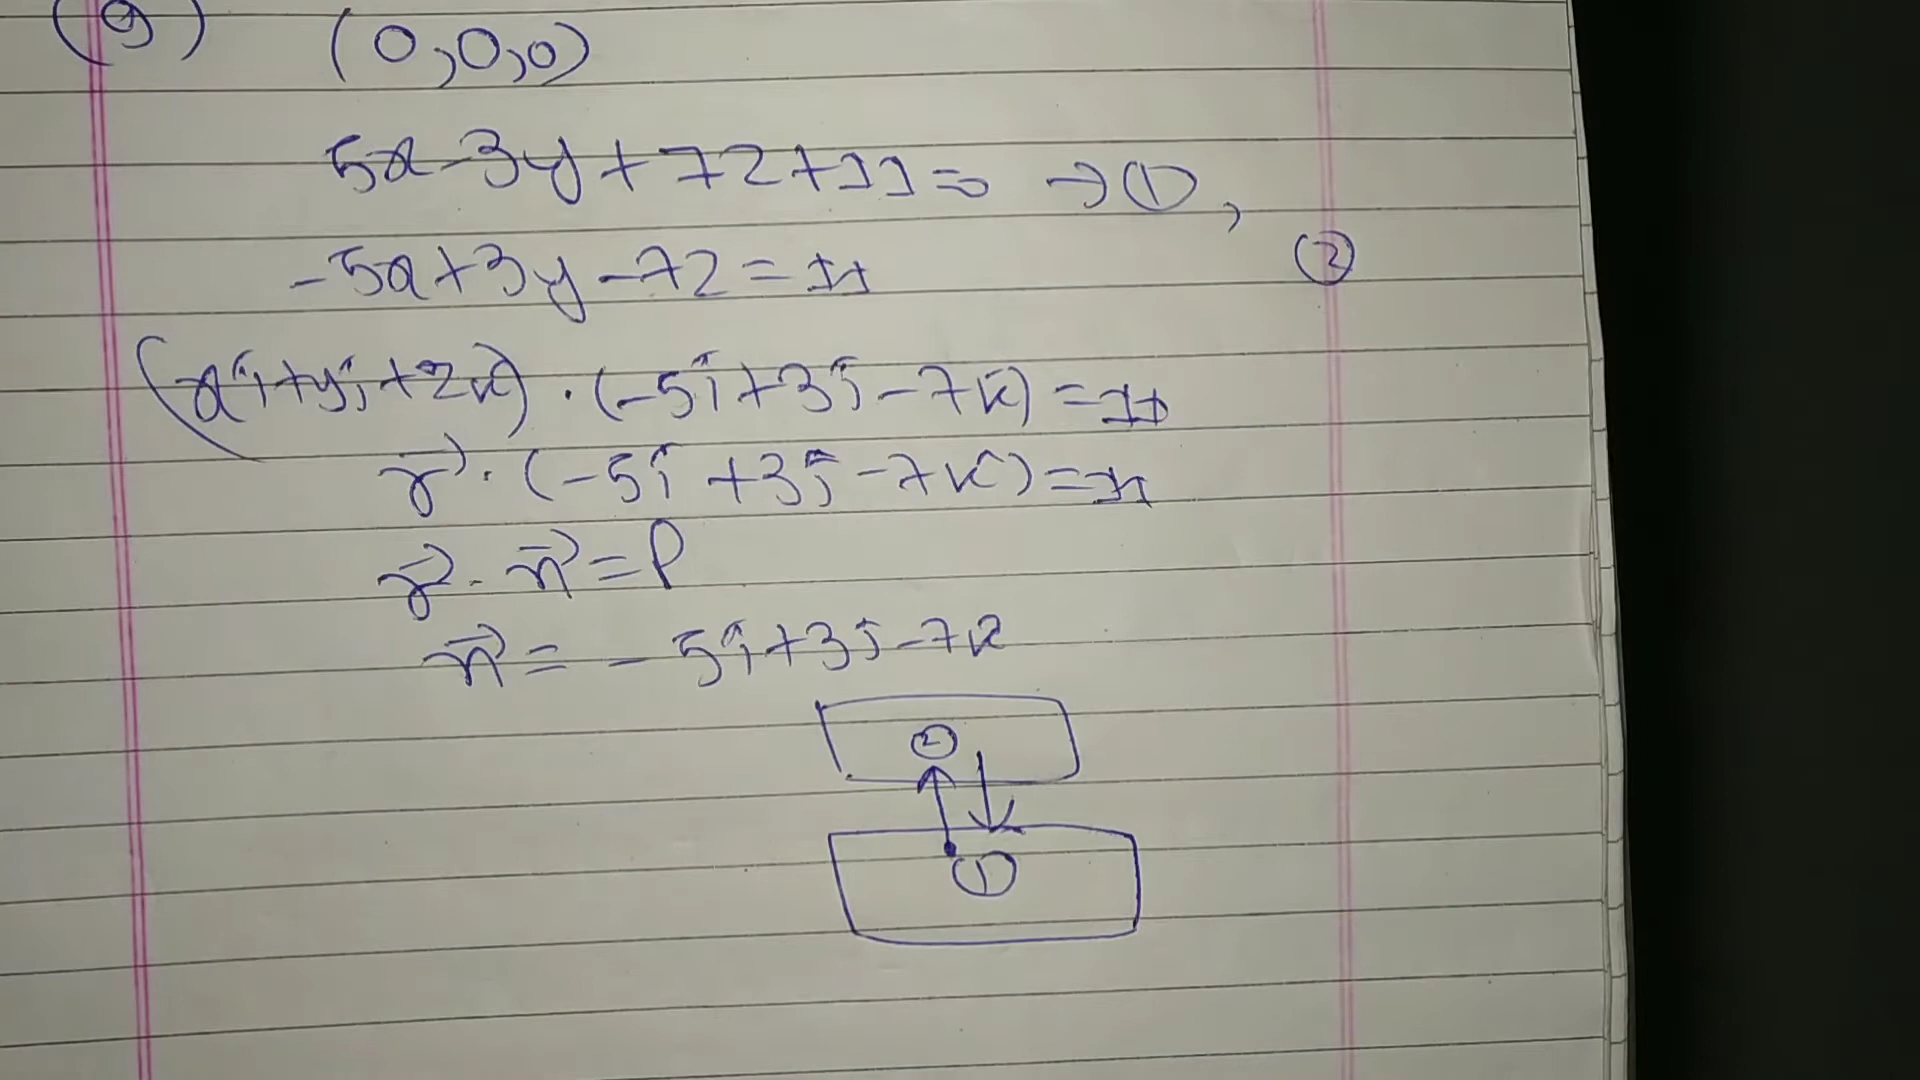 (9) (0,0,0)
5x-3y+7z+11=0 → ①,
②
-5x+3y-7z=11
(xî+yĵ+zk̂).(-5î+3ĵ-7k̂)=11
r⃗.(-5î+3ĵ-7k̂)=11
r⃗.n⃗=P
n⃗=-5î+3ĵ-7k̂
②
①